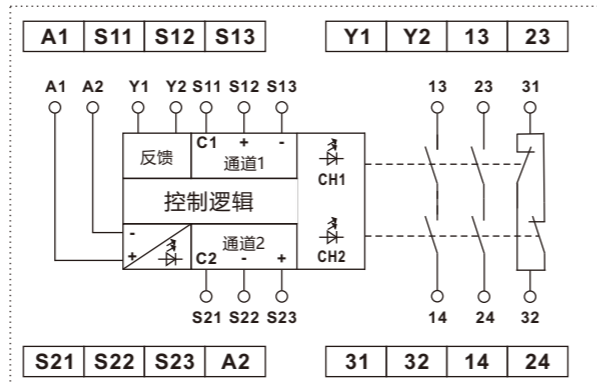 A1 S11 S12 S13 Y1 Y2 13 23
A1 A2 Y1 Y2 S11 S12 S13 13 23 31
反馈 C1 + -
通道1
CH1
控制逻辑
- 通道2
+ C2 - + CH2
S21 S22 S23 14 24 32
S21 S22 S23 A2 31 32 14 24